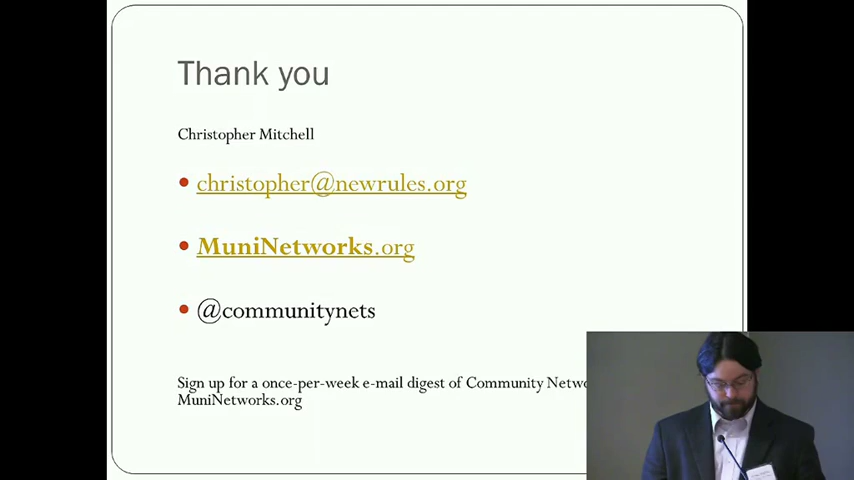 Thank you
Christopher Mitchell
christopher@newrules.org
MuniNetworks.org
@communitynets
Sign up for a once-per-week e-mail digest of Community
MuniNetworks.org